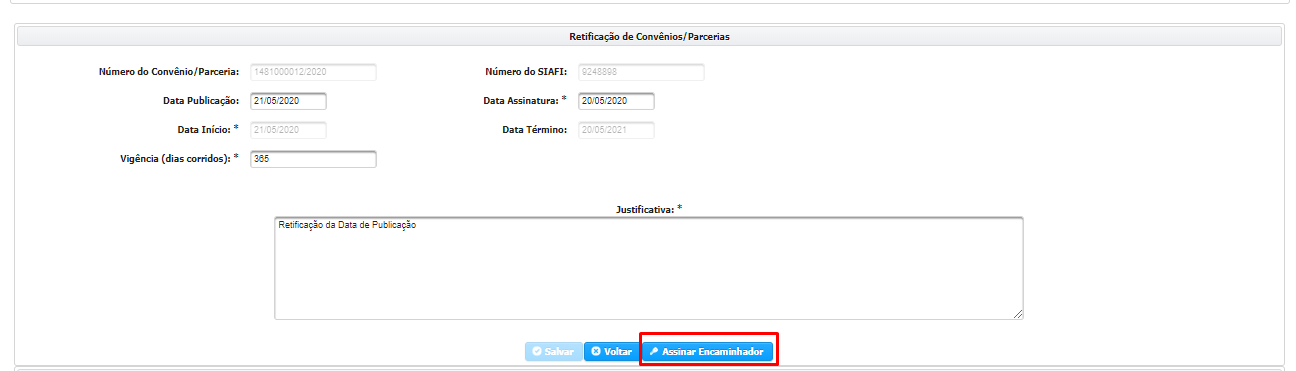 Retificação de Convênios/Parcerias
Número do Convênio/Parceria: 1481000012/2020 Número do SIAFI: 9248898
Data Publicação: 21/05/2020 Data Assinatura: * 20/05/2020
Data Início: * 21/05/2020 Data Término: 20/05/2021
Vigência (dias corridos): * 365
Justificativa: *
Retificação da Data de Publicação
Salvar Voltar Assinar Encaminhador